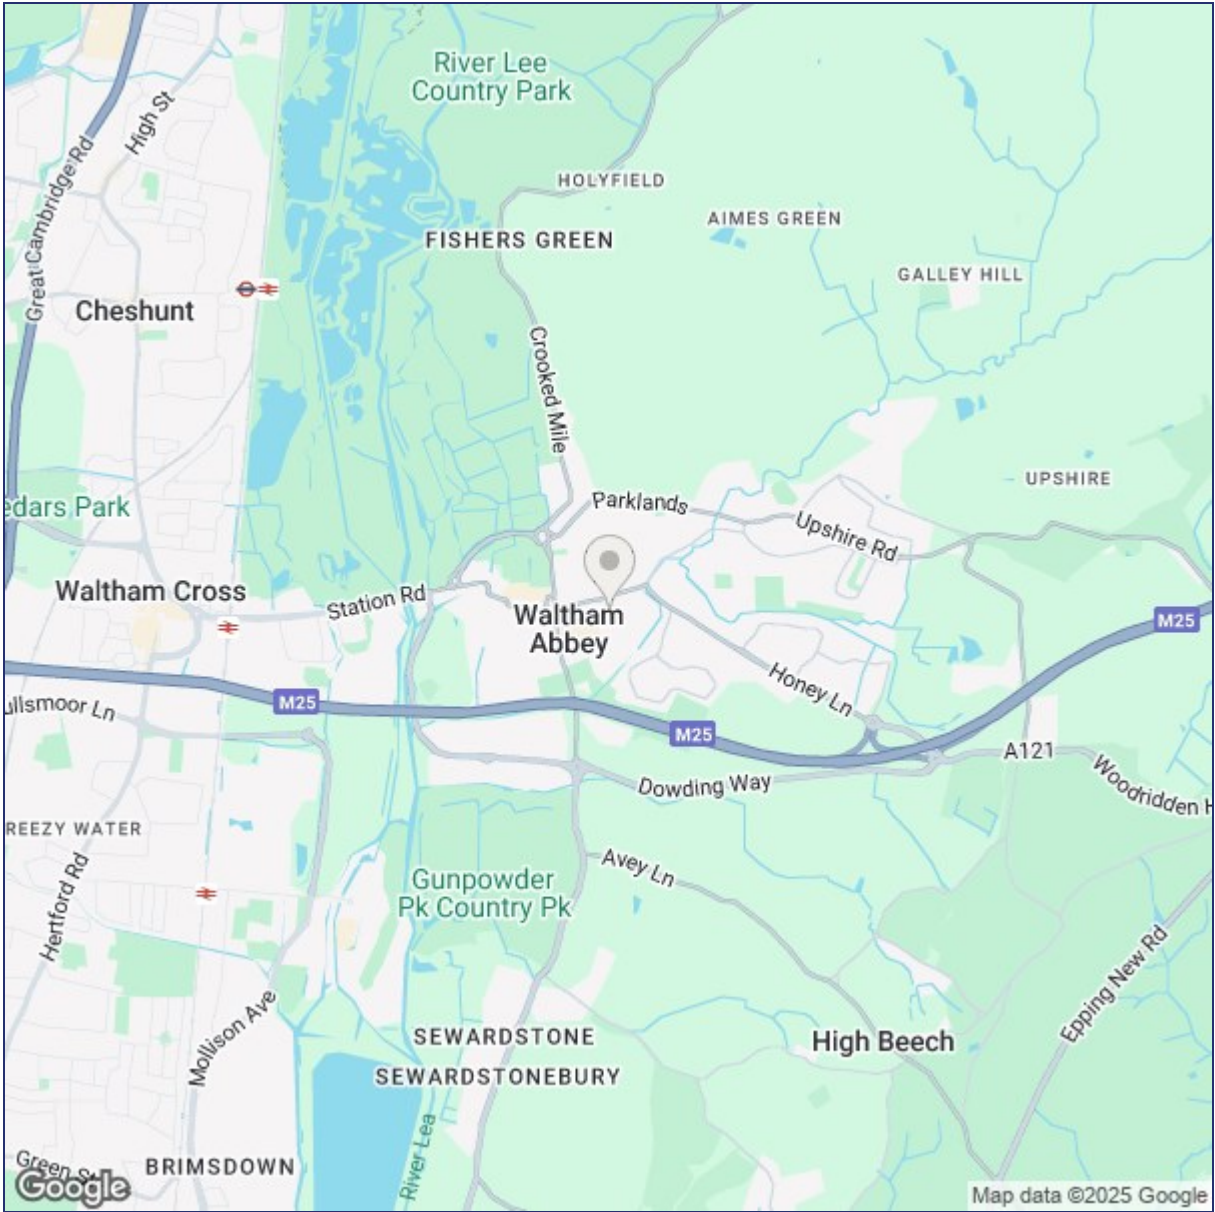 River Lee
Country Park
High St
HOLYFIELD
Great Cambridge Rd
AIMES GREEN
FISHERS GREEN
GALLEY HILL
Cheshunt
Crooked Mile
UPSHIRE
Parklands
edars Park
Upshire Rd
Waltham Cross
Station Rd
Waltham
Abbey
M25
Honey Ln
M25
ullsmoor Ln
M25
A121
Dowding Way
Woodridden H
REEZY WATER
Avey Ln
Hertford Rd
Gunpowder
Pk Country Pk
Epping New Rd
Mollison Ave
SEWARDSTONE
High Beech
SEWARDSTONEBURY
River Lea
Green St
BRIMSDOWN
Google
Map data ©2025 Google